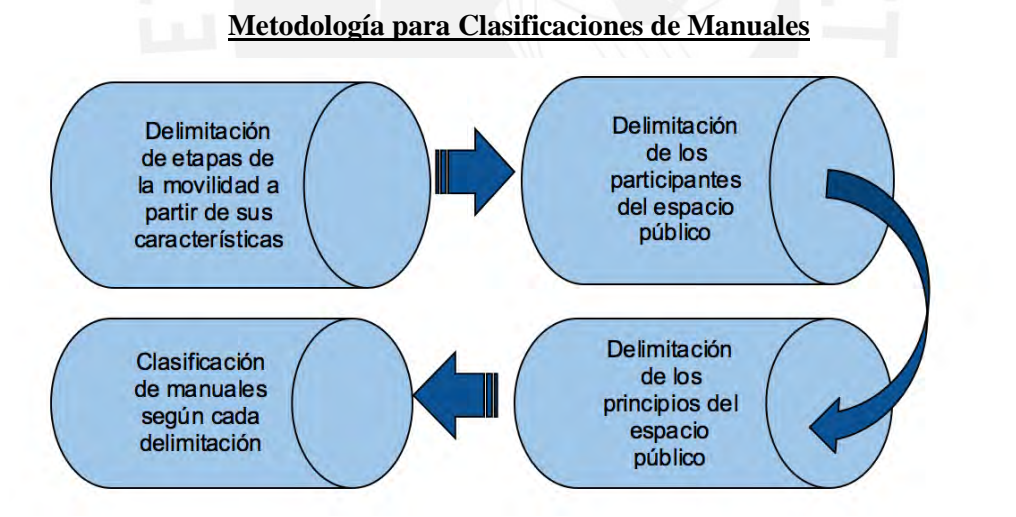 Metodología para Clasificaciones de Manuales
Delimitación
de etapas de
la movilidad a
partir de sus
características
Delimitación
de los
participantes
del espacio
público
Delimitación
de los
principios del
espacio
público
Clasificación
de manuales
según cada
delimitación